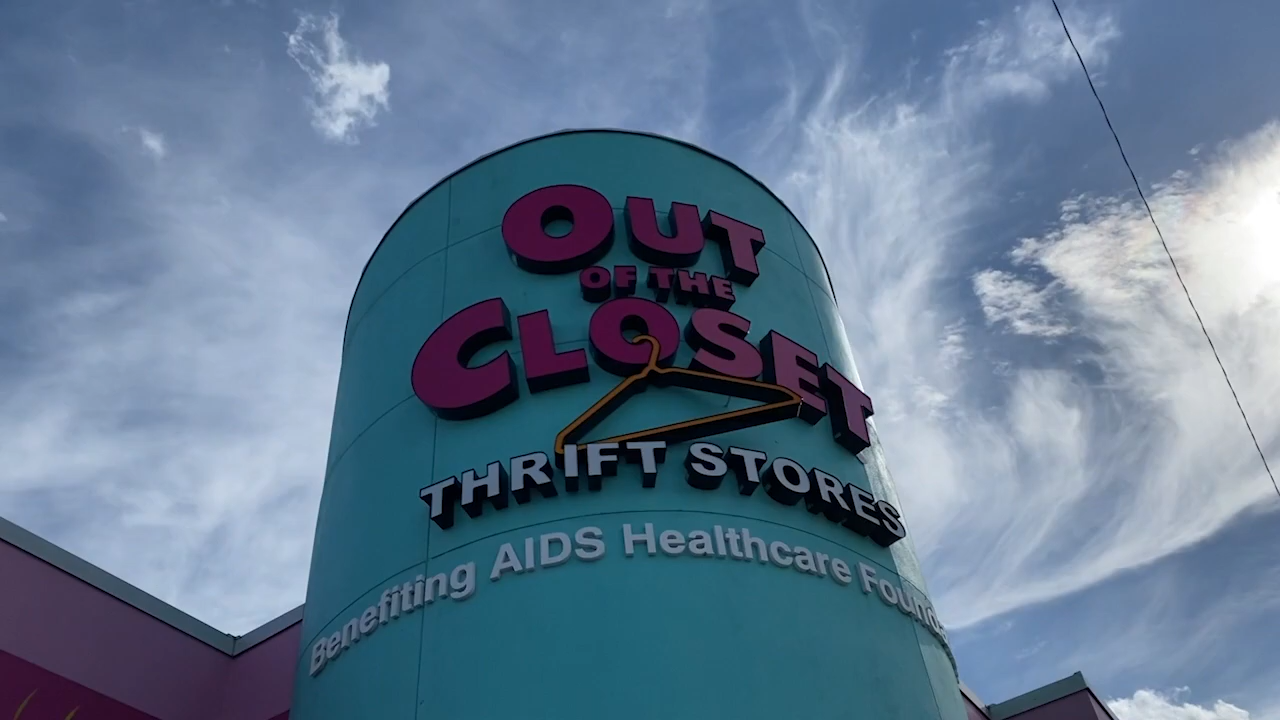 OUT
OF THE
CLOSET
THRIFT STORES
Benefiting AIDS Healthcare